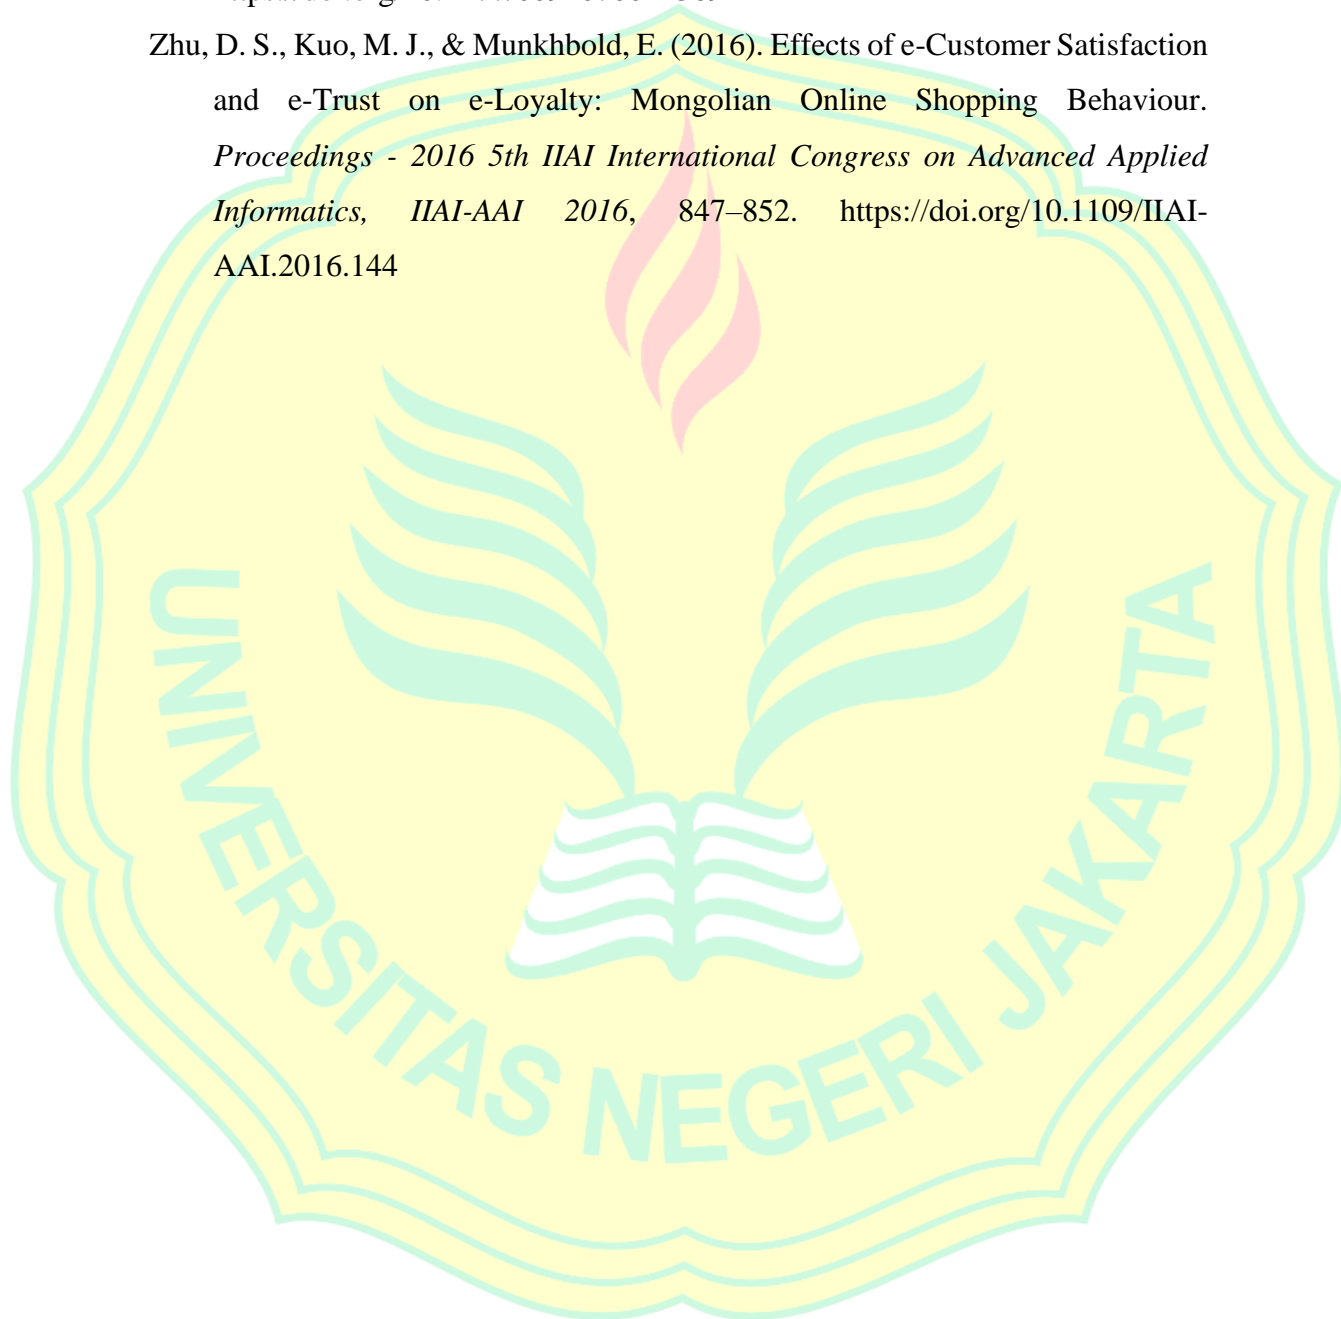 Zhu, D. S., Kuo, M. J., & Munkhbold, E. (2016). Effects of e-Customer Satisfaction
and e-Trust on e-Loyalty: Mongolian Online Shopping Behaviour.
Proceedings - 2016 5th IIAI International Congress on Advanced Applied
Informatics, IIAI-AAI 2016, 847–852. https://doi.org/10.1109/IIAI-
AAI.2016.144
UNIVERSITAS NEGERI JAKARTA